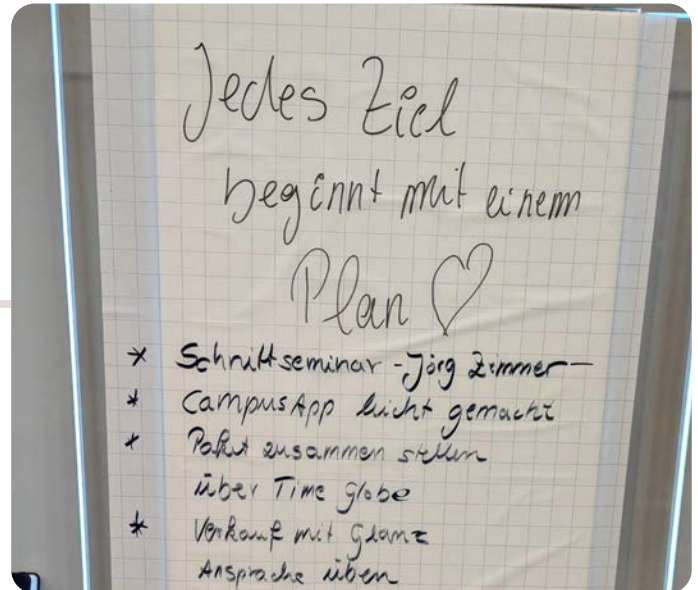 Jedes Ziel
beginnt mit einem
Plan ♡
* Schnittseminar - Jörg Zimmer -
* CampusApp leicht gemacht
* Paket zusammen stellen
über Time Globe
* Verkauf mit Glanz
Ansprache üben